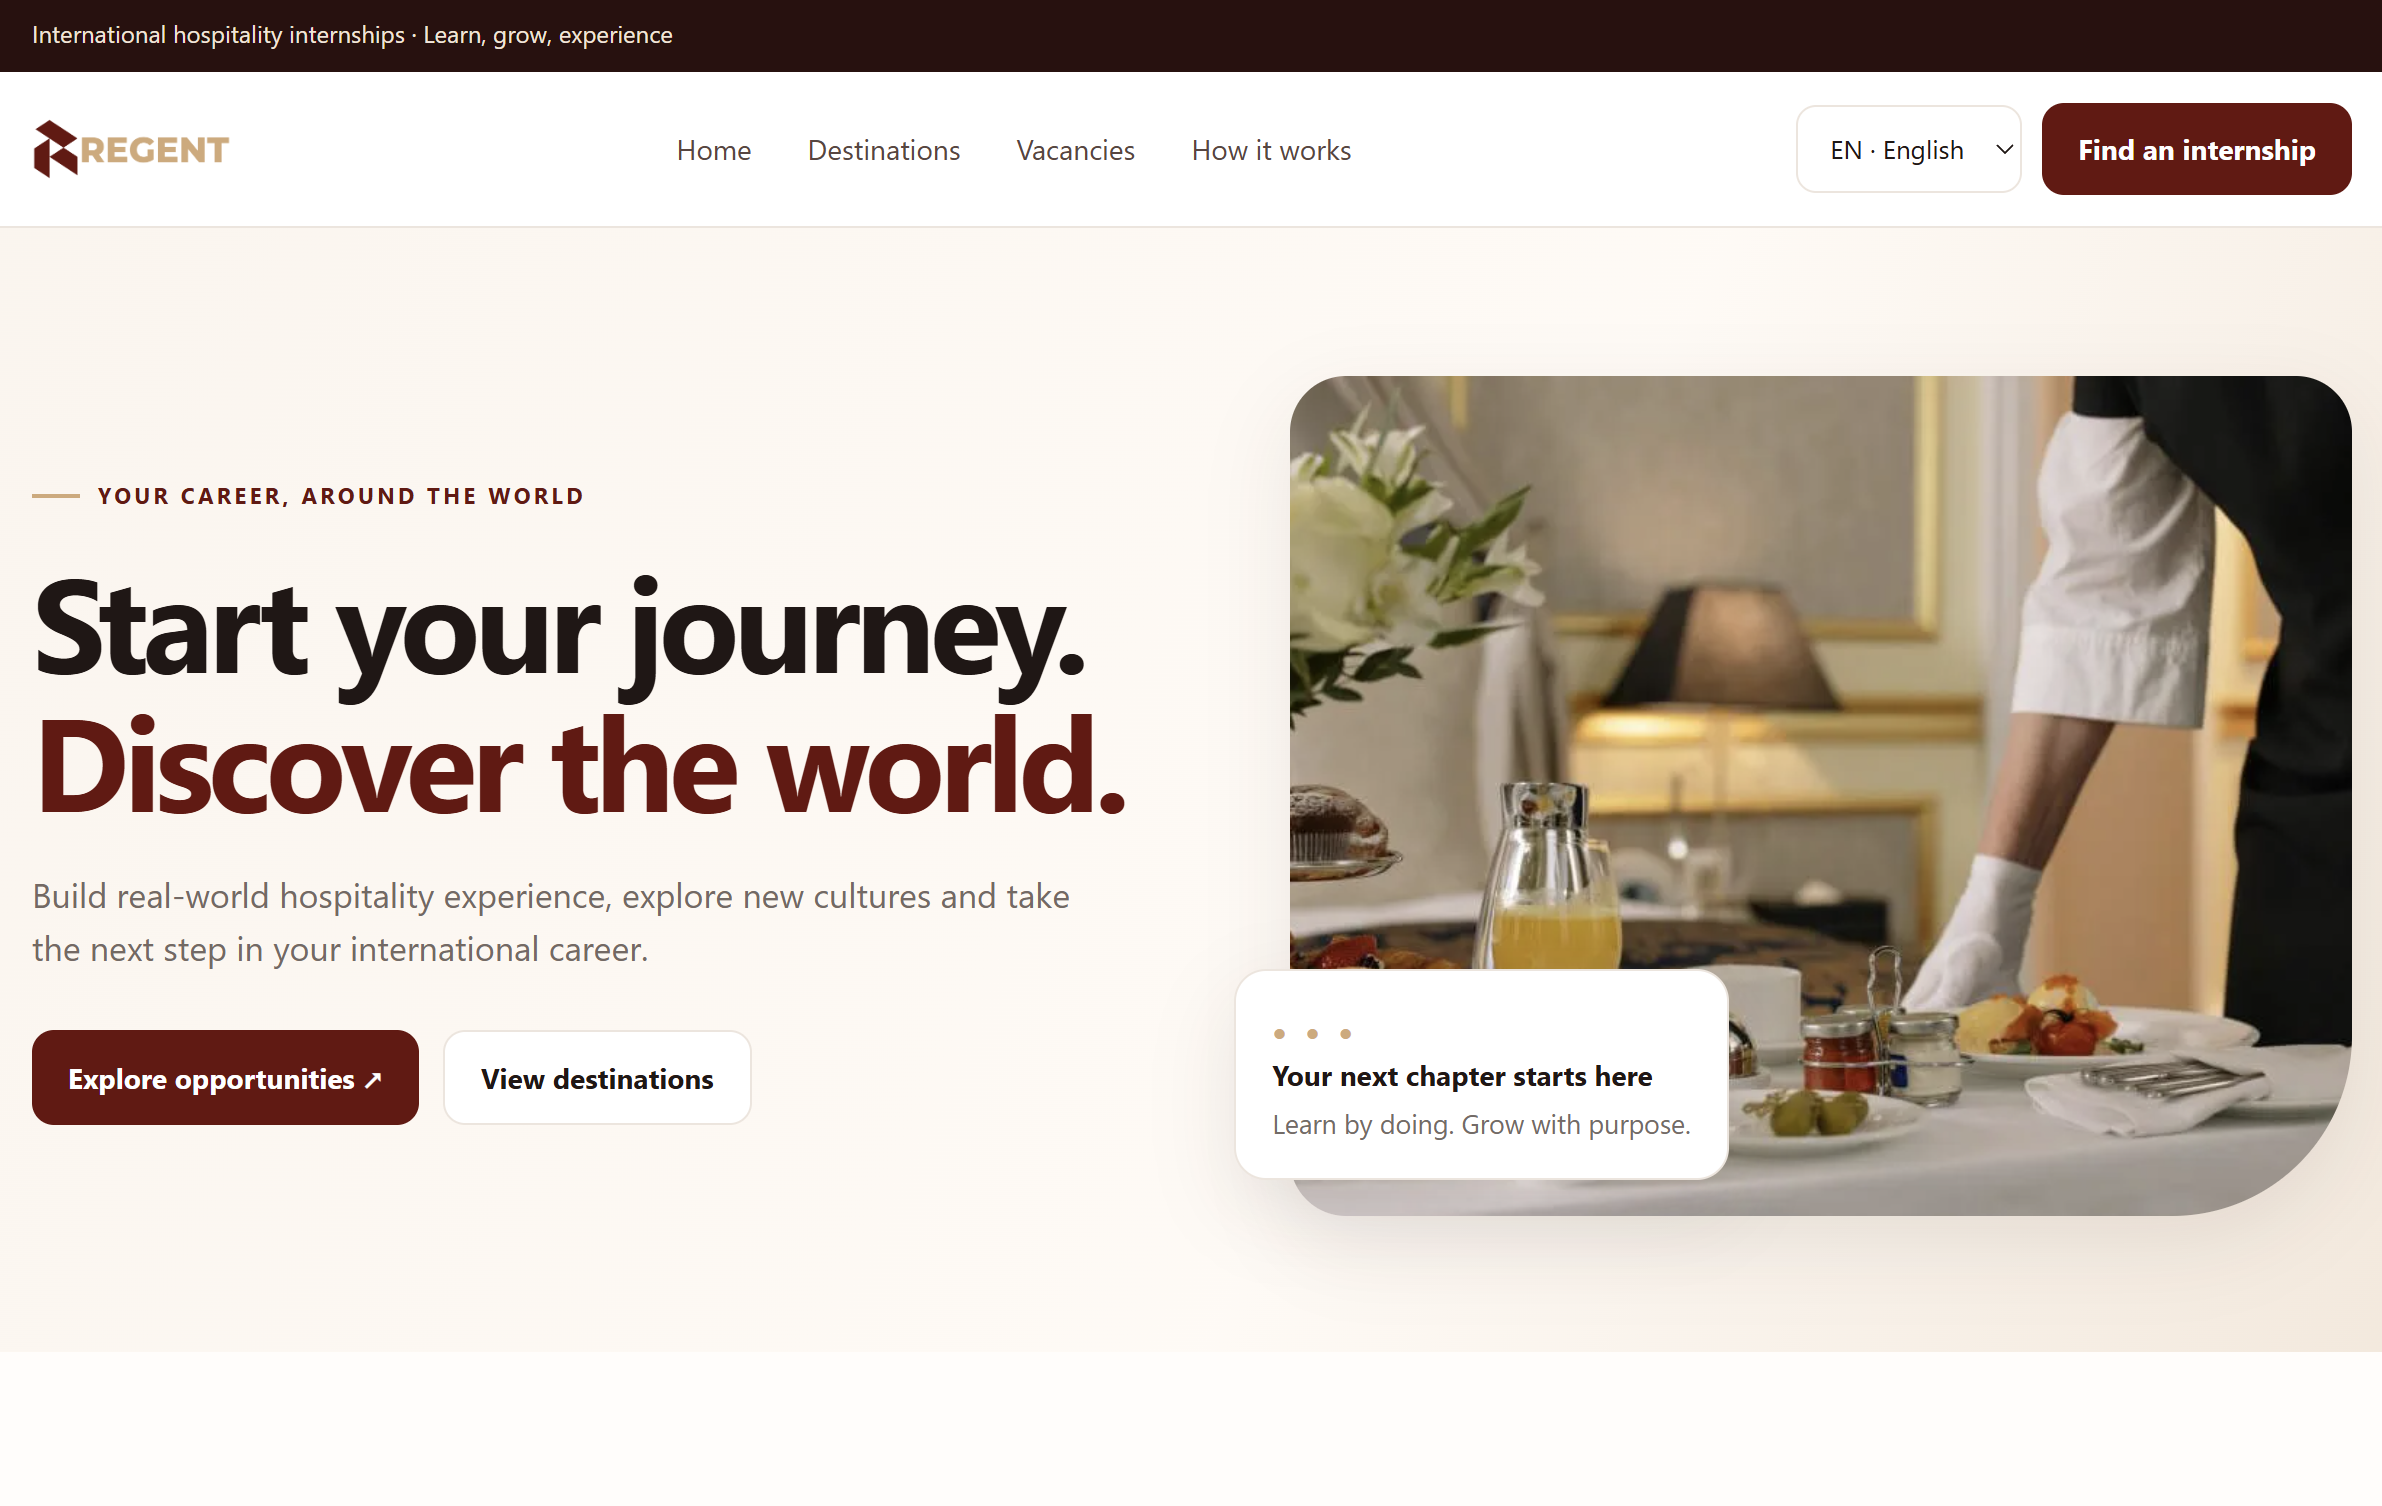 International hospitality internships · Learn, grow, experience
REGENT
Home
Destinations
Vacancies
How it works
EN · English
Find an internship
YOUR CAREER, AROUND THE WORLD
Start your journey.
Discover the world.
Build real-world hospitality experience, explore new cultures and take
the next step in your international career.
Explore opportunities ↗
View destinations
Your next chapter starts here
Learn by doing. Grow with purpose.